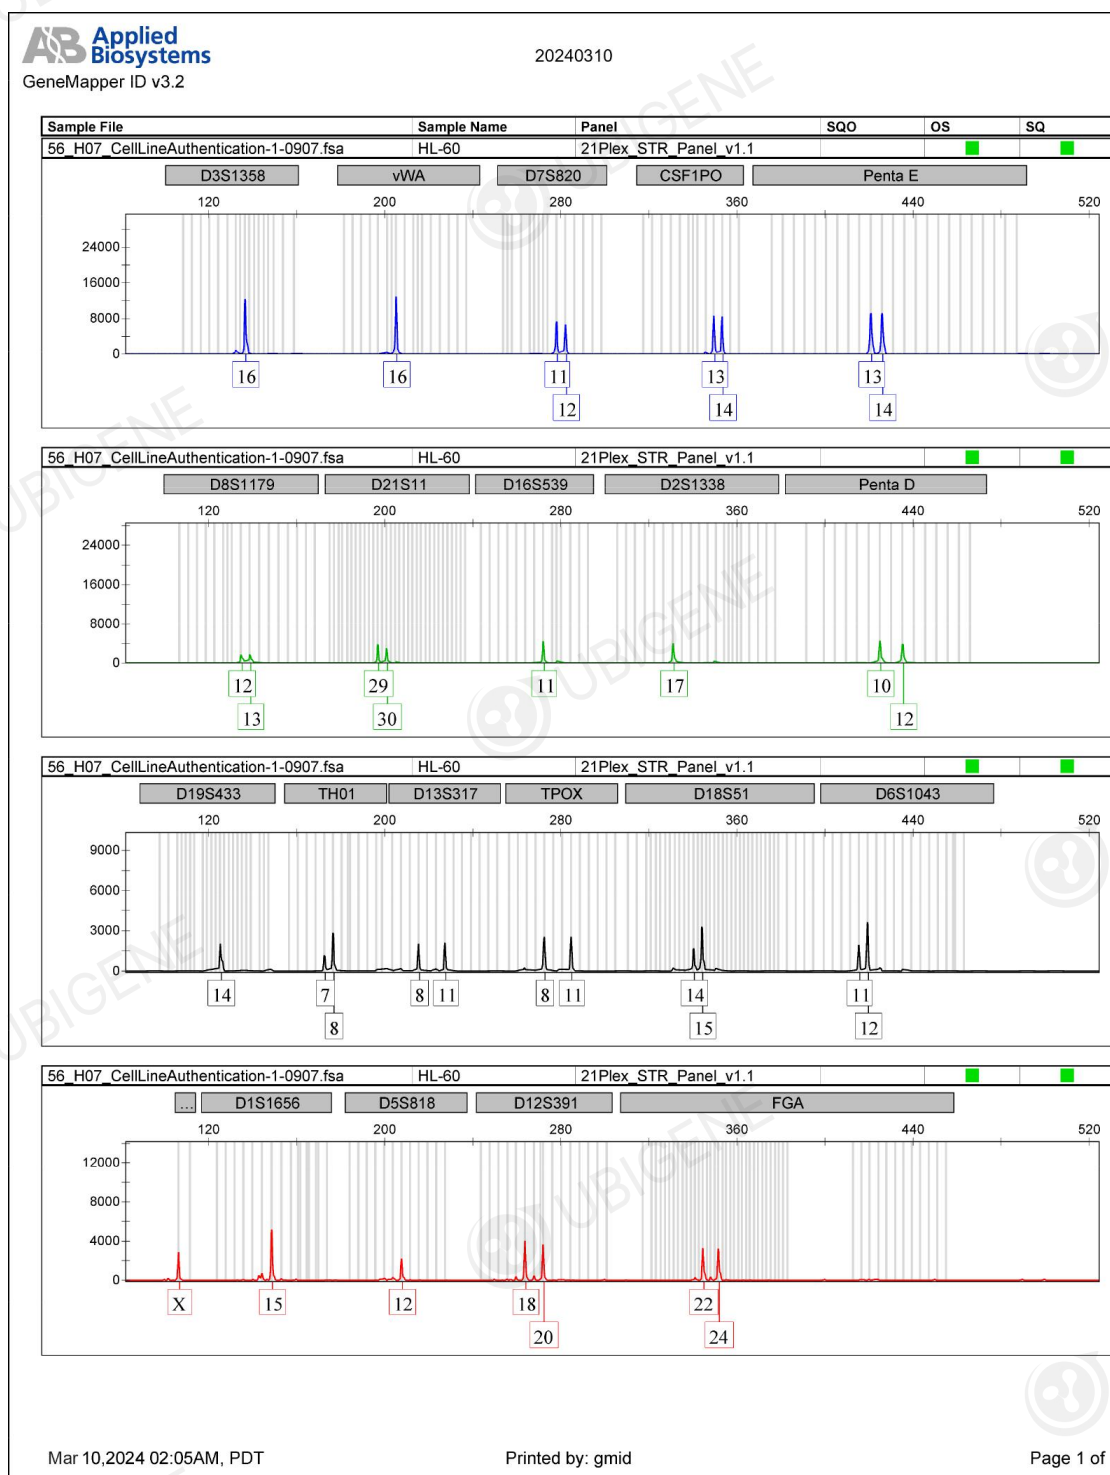 AB Applied Biosystems
GeneMapper ID v3.2
20240310
Sample File Sample Name Panel SQO OS SQ
56_H07_CellLineAuthentication-1-0907.fsa HL-60 21Plex_STR_Panel_v1.1
D3S1358 vWA D7S820 CSF1PO Penta E
120 200 280 360 440 520
24000
16000
8000
0
16 16 11 13 13
12 14 14
56_H07_CellLineAuthentication-1-0907.fsa HL-60 21Plex_STR_Panel_v1.1
D8S1179 D21S11 D16S539 D2S1338 Penta D
120 200 280 360 440 520
24000
16000
8000
0
12 29 11 17 10
13 30 12
56_H07_CellLineAuthentication-1-0907.fsa HL-60 21Plex_STR_Panel_v1.1
D19S433 TH01 D13S317 TPOX D18S51 D6S1043
120 200 280 360 440 520
9000
6000
3000
0
14 7 8 11 8 11 14 11
8 15 12
56_H07_CellLineAuthentication-1-0907.fsa HL-60 21Plex_STR_Panel_v1.1
... D1S1656 D5S818 D12S391 FGA
120 200 280 360 440 520
12000
8000
4000
0
X 15 12 18 22
20 24
Mar 10,2024 02:05AM, PDT Printed by: gmid Page 1 of
UBIGENE
UBIGENE
UBIGENE
UBIGENE
UBIGENE